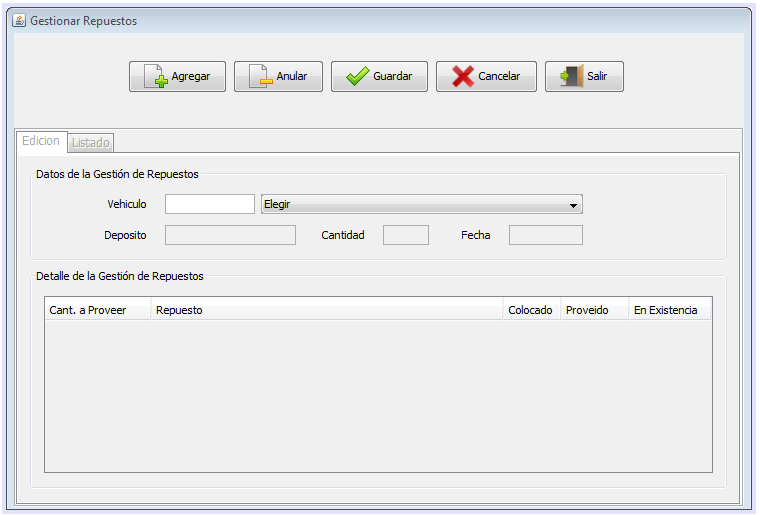 Gestionar Repuestos
Agregar Anular Guardar Cancelar Salir
Edicion Listado
Datos de la Gestión de Repuestos
Vehiculo Elegir
Deposito Cantidad Fecha
Detalle de la Gestión de Repuestos
Cant. a Proveer Repuesto Colocado Proveido En Existencia